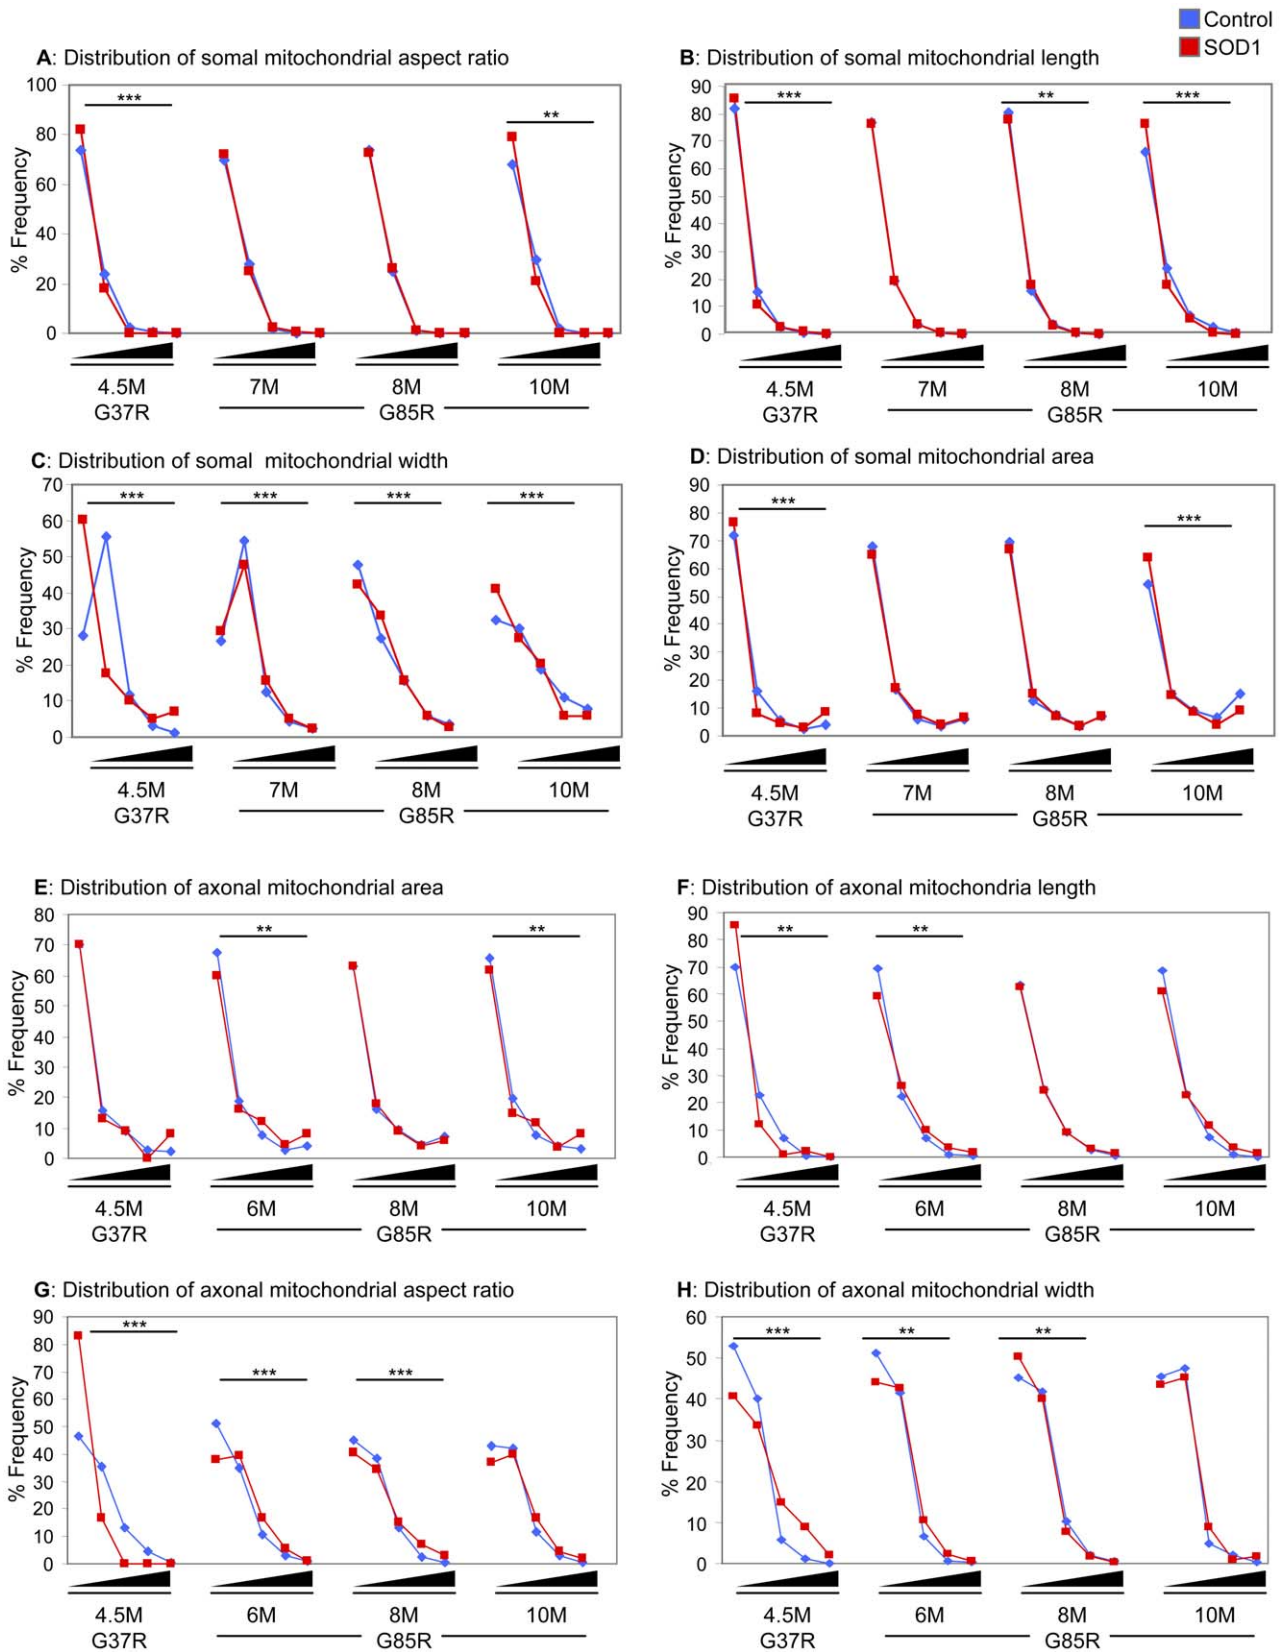 Control
SOD1
A: Distribution of somal mitochondrial aspect ratio
% Frequency
100
80
60
40
20
0
***
**
4.5M 7M 8M 10M
G37R G85R
B: Distribution of somal mitochondrial length
% Frequency
90
80
70
60
50
40
30
20
10
0
***
**
***
4.5M 7M 8M 10M
G37R G85R
C: Distribution of somal mitochondrial width
% Frequency
70
60
50
40
30
20
10
0
***
***
***
***
4.5M 7M 8M 10M
G37R G85R
D: Distribution of somal mitochondrial area
% Frequency
90
80
70
60
50
40
30
20
10
0
***
***
4.5M 7M 8M 10M
G37R G85R
E: Distribution of axonal mitochondrial area
% Frequency
80
70
60
50
40
30
20
10
0
**
**
4.5M 6M 8M 10M
G37R G85R
F: Distribution of axonal mitochondria length
% Frequency
90
80
70
60
50
40
30
20
10
0
**
**
4.5M 6M 8M 10M
G37R G85R
G: Distribution of axonal mitochondrial aspect ratio
% Frequency
90
80
70
60
50
40
30
20
10
0
***
***
***
4.5M 6M 8M 10M
G37R G85R
H: Distribution of axonal mitochondrial width
% Frequency
60
50
40
30
20
10
0
***
**
**
4.5M 6M 8M 10M
G37R G85R